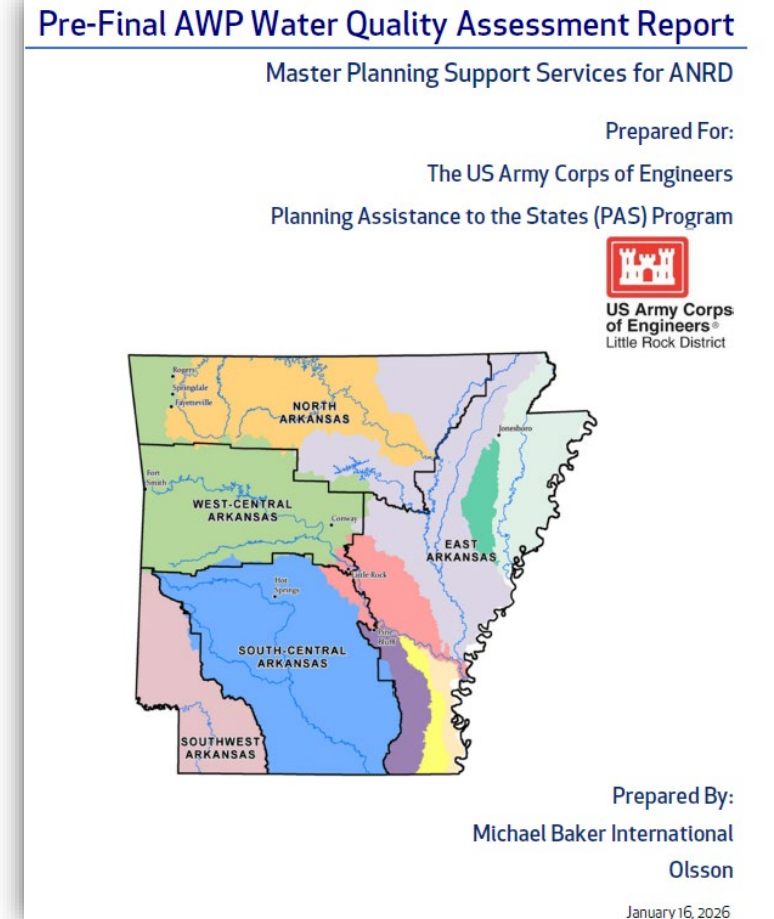 Pre-Final AWP Water Quality Assessment Report
Master Planning Support Services for ANRD
Prepared For:
The US Army Corps of Engineers
Planning Assistance to the States (PAS) Program
US Army Corps
of Engineers®
Little Rock District
Rogers
Springdale
Fayetteville
NORTH
ARKANSAS
Jonesboro
Fort
Smith
WEST-CENTRAL
ARKANSAS
Conway
EAST
ARKANSAS
Little Rock
Hot
Springs
Pine
Bluff
SOUTH-CENTRAL
ARKANSAS
SOUTHWEST
ARKANSAS
Prepared By:
Michael Baker International
Olsson
January 16, 2026